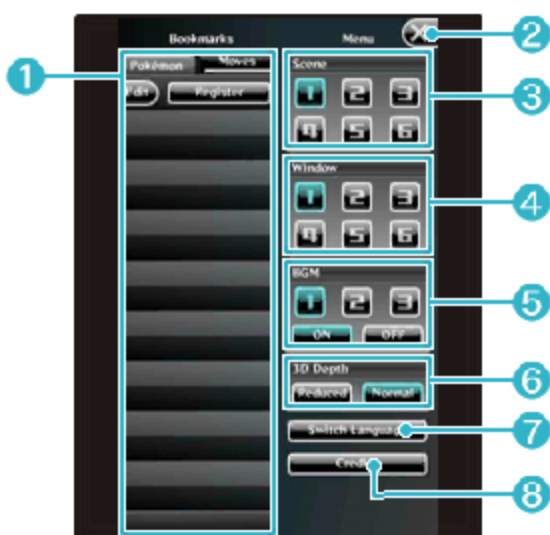 Bookmarks
Menu
2
1
Pokémon
Moves
Edit
Register
Scene
1 2 3
4 5 6
3
Window
1 2 3
4 5 6
4
BGM
1 2 3
ON OFF
5
3D Depth
Reduced Normal
6
Switch Language
7
Credits
8